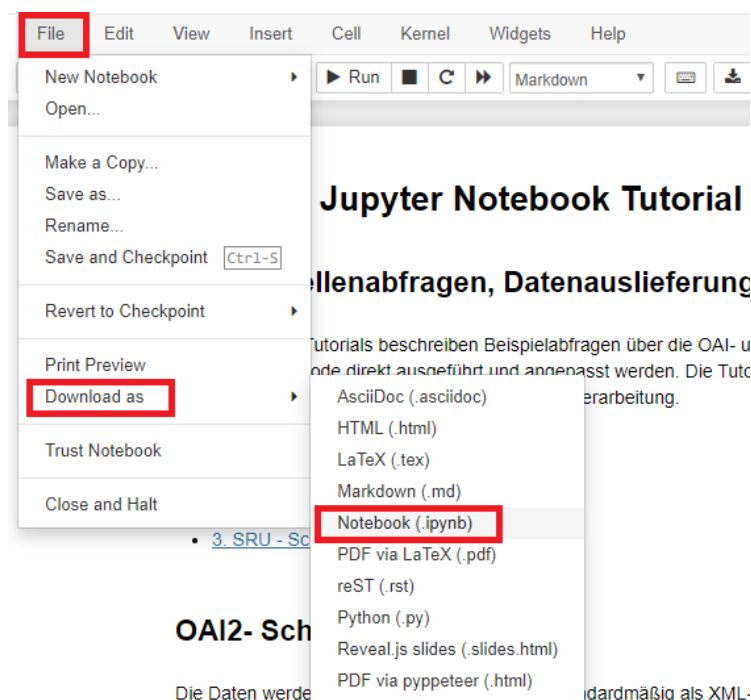 File Edit View Insert Cell Kernel Widgets Help
New Notebook
Run
Markdown
Open...
Make a Copy...
Save as...
Rename...
Save and Checkpoint Ctrl-S
Revert to Checkpoint
Print Preview
Download as
Trust Notebook
Close and Halt
AsciiDoc (.asciidoc)
HTML (.html)
LaTeX (.tex)
Markdown (.md)
Notebook (.ipynb)
PDF via LaTeX (.pdf)
reST (.rst)
Python (.py)
Reveal.js slides (.slides.html)
PDF via pyppeteer (.html)
Jupyter Notebook Tutorial
llenabfragen, Datenauslieferung
Tutorials beschreiben Beispielabfragen über die OAI- u
ode direkt ausgeführt und angepasst werden. Die Tuto
erarbeitung.
3. SRU - Sc
OAI2- Sch
Die Daten werde
dardmäßig als XML-